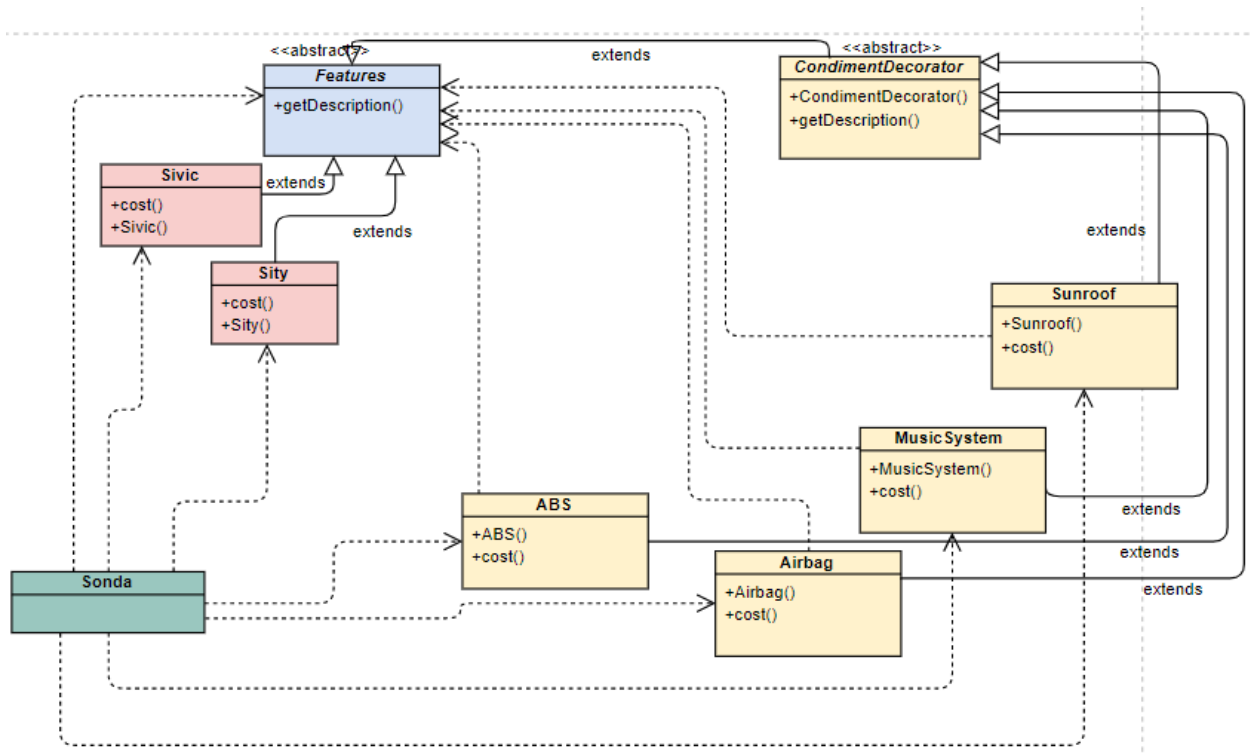 <<abstract>>
Features
+getDescription()
extends
<<abstract>>
CondimentDecorator
+CondimentDecorator()
+getDescription()
Sivic
+cost()
+Sivic()
extends
extends
Sity
+cost()
+Sity()
extends
Sunroof
+Sunroof()
+cost()
MusicSystem
+MusicSystem()
+cost()
extends
ABS
+ABS()
+cost()
extends
Airbag
+Airbag()
+cost()
extends
Sonda